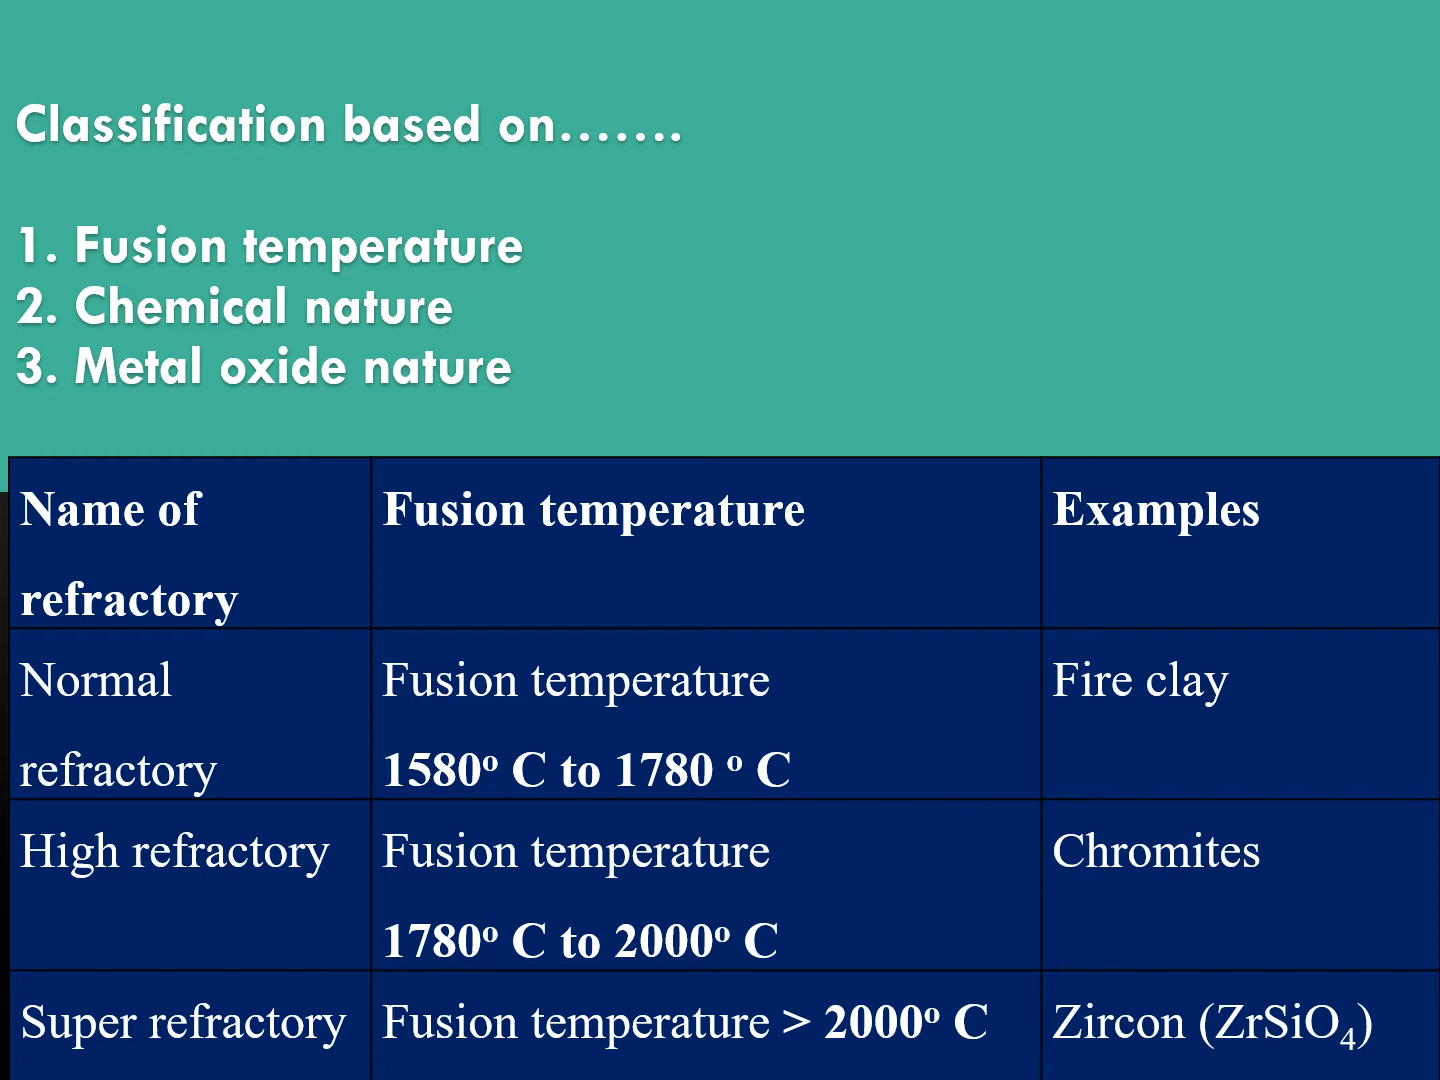 Classification based on…….
1. Fusion temperature
2. Chemical nature
3. Metal oxide nature
Name of refractory | Fusion temperature | Examples
Normal refractory | Fusion temperature 1580º C to 1780 º C | Fire clay
High refractory | Fusion temperature 1780º C to 2000º C | Chromites
Super refractory | Fusion temperature > 2000º C | Zircon (ZrSiO₄)